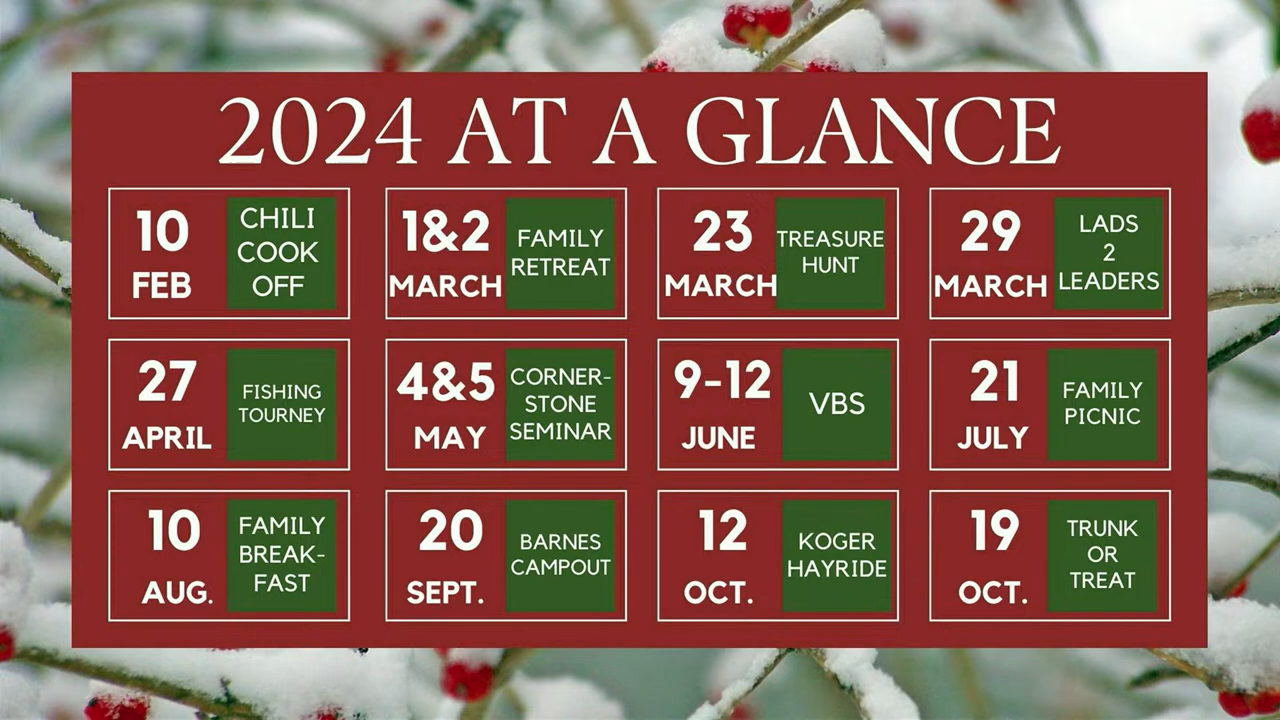 2024 AT A GLANCE
10
FEB
CHILI
COOK
OFF
1&2
MARCH
FAMILY
RETREAT
23
MARCH
TREASURE
HUNT
29
MARCH
LADS
2
LEADERS
27
APRIL
FISHING
TOURNEY
4&5
MAY
CORNER-
STONE
SEMINAR
9-12
JUNE
VBS
21
JULY
FAMILY
PICNIC
10
AUG.
FAMILY
BREAK-
FAST
20
SEPT.
BARNES
CAMPOUT
12
OCT.
KOGER
HAYRIDE
19
OCT.
TRUNK
OR
TREAT